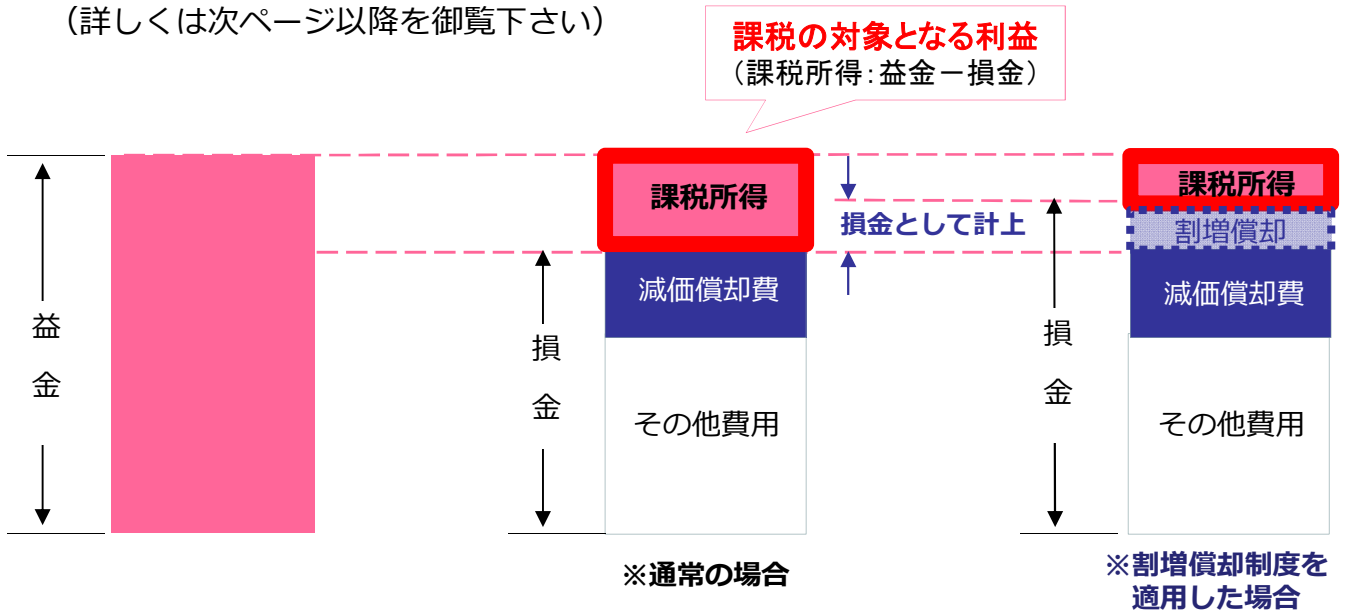 （詳しくは次ページ以降を御覧下さい）
課税の対象となる利益
（課税所得：益金－損金）
益金
課税所得
減価償却費
その他費用
損金
※通常の場合
損金として計上
課税所得
割増償却
減価償却費
その他費用
損金
※割増償却制度を
適用した場合